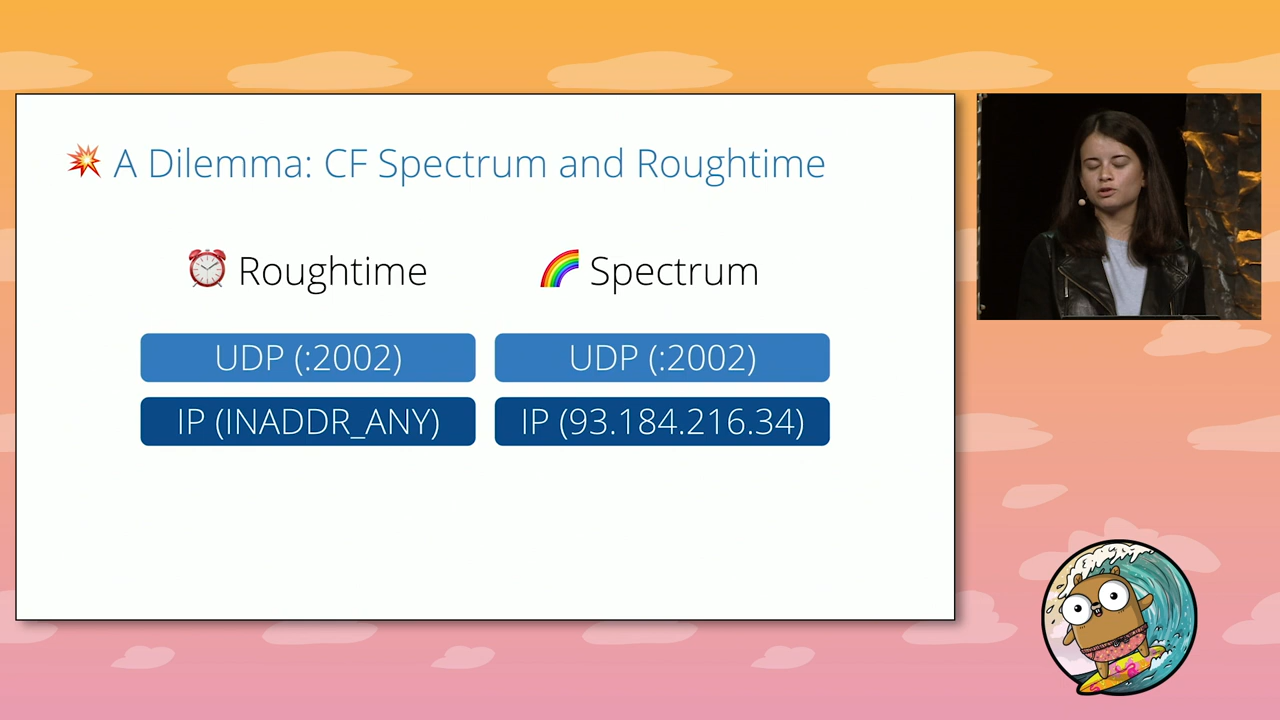 A Dilemma: CF Spectrum and Roughtime
Roughtime
Spectrum
UDP (:2002)
UDP (:2002)
IP (INADDR_ANY)
IP (93.184.216.34)